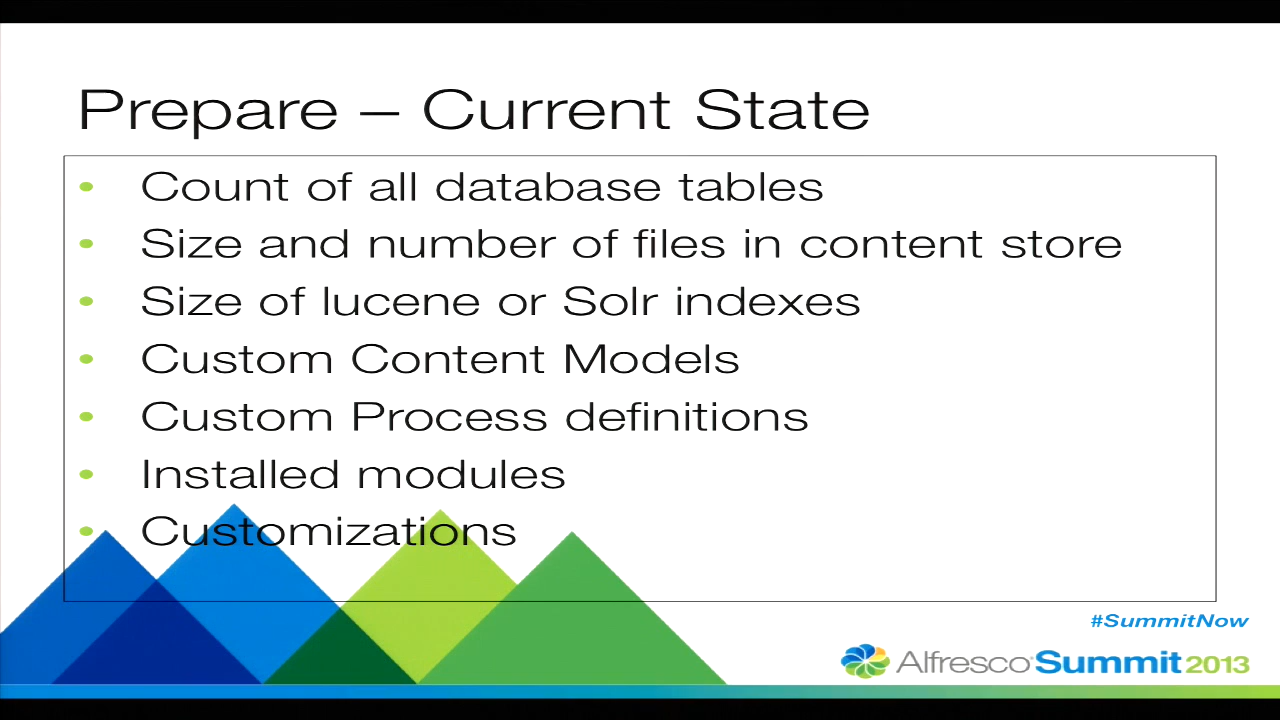 Prepare – Current State
• Count of all database tables
• Size and number of files in content store
• Size of lucene or Solr indexes
• Custom Content Models
• Custom Process definitions
• Installed modules
• Customizations
#SummitNow
Alfresco Summit 2013